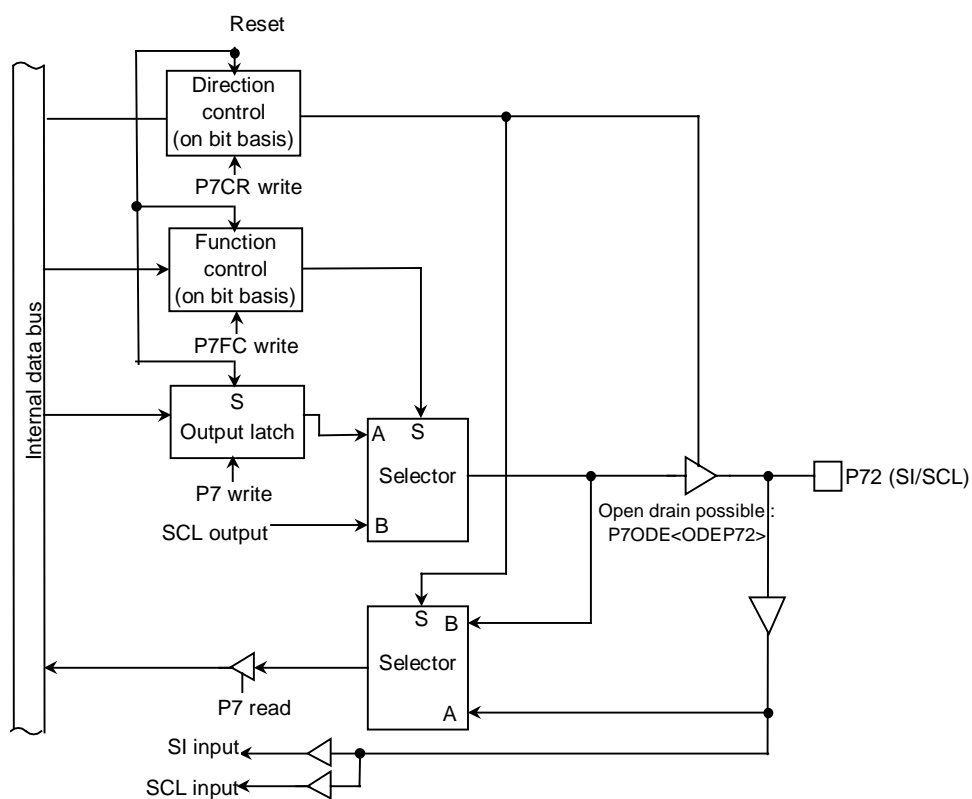 Reset
Direction
control
(on bit basis)
P7CR write
Function
control
(on bit basis)
P7FC write
Internal data bus
S
Output latch
P7 write
SCL output
A
S
Selector
B
P72 (SI/SCL)
Open drain possible :
P7ODE<ODEP72>
S
B
Selector
A
P7 read
SI input
SCL input